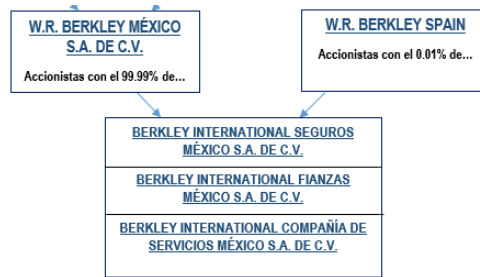 W.R. BERKLEY MÉXICO
S.A. DE C.V.
Accionistas con el 99.99% de...
W.R. BERKLEY SPAIN
Accionistas con el 0.01% de...
BERKLEY INTERNATIONAL SEGUROS
MÉXICO S.A. DE C.V.
BERKLEY INTERNATIONAL FIANZAS
MÉXICO S.A. DE C.V.
BERKLEY INTERNATIONAL COMPAÑÍA DE
SERVICIOS MÉXICO S.A. DE C.V.